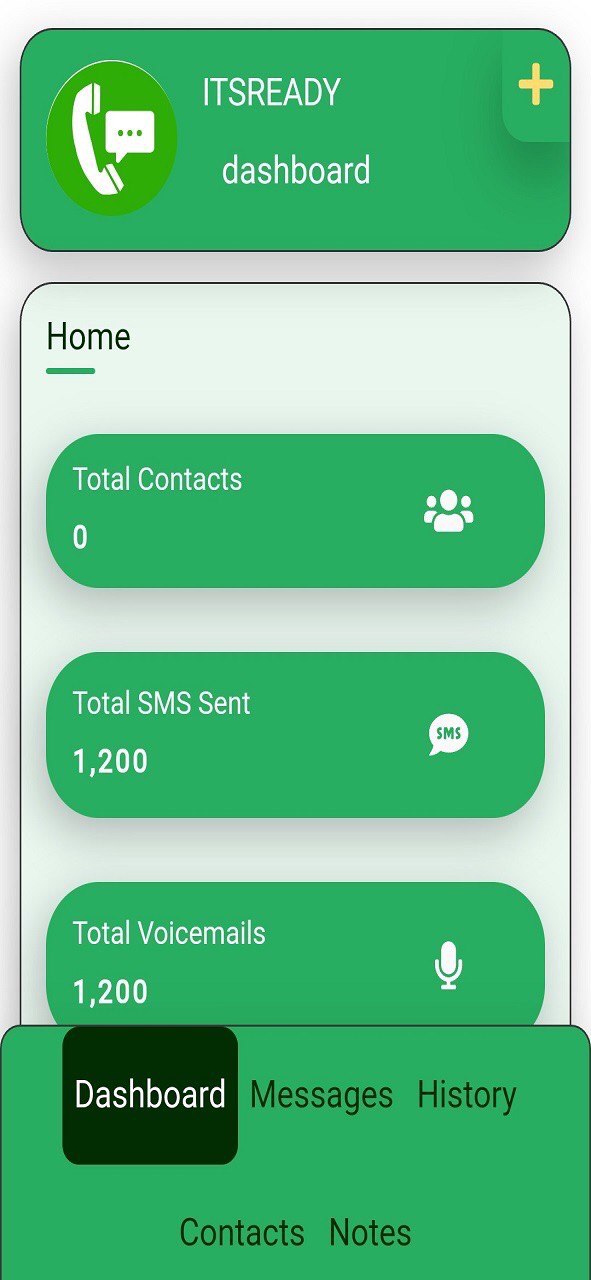 ITSREADY
dashboard
Home
Total Contacts
0
Total SMS Sent
SMS
1,200
Total Voicemails
1,200
Dashboard Messages History
Contacts Notes